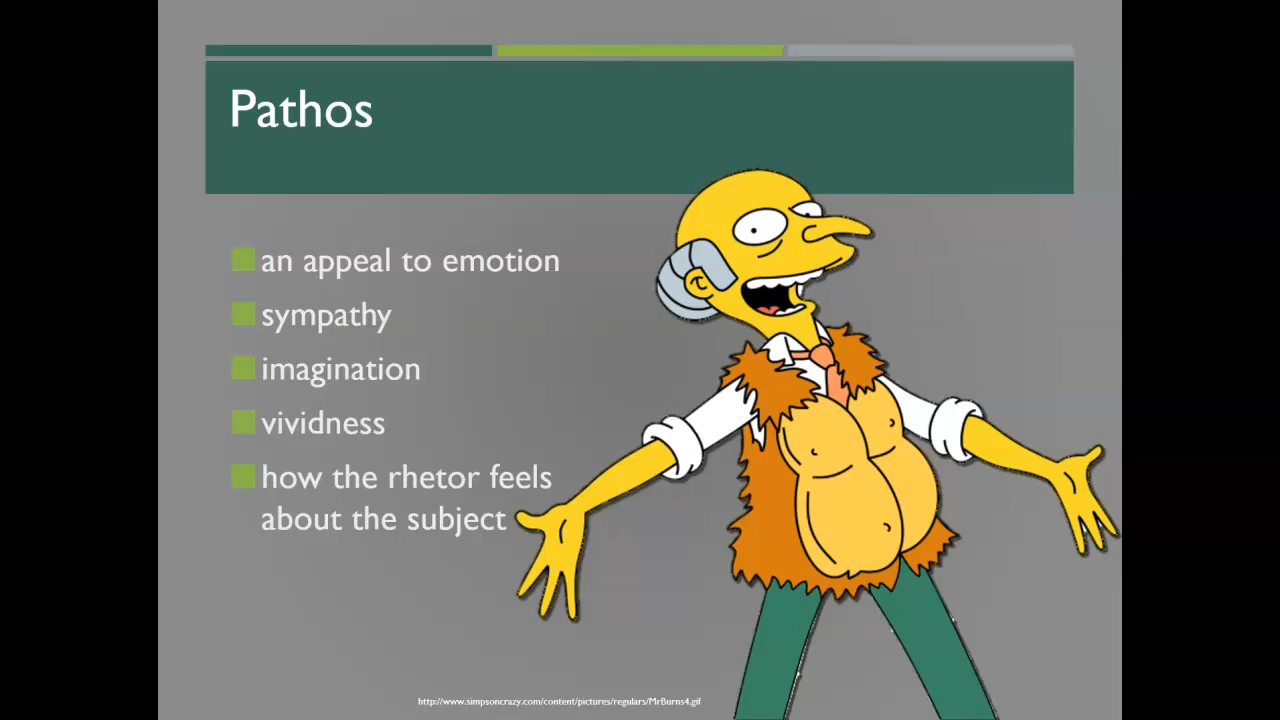 Pathos
an appeal to emotion
sympathy
imagination
vividness
how the rhetor feels
about the subject
http://www.simpsoncrazy.com/content/pictures/regulars/MrBurns4.gif